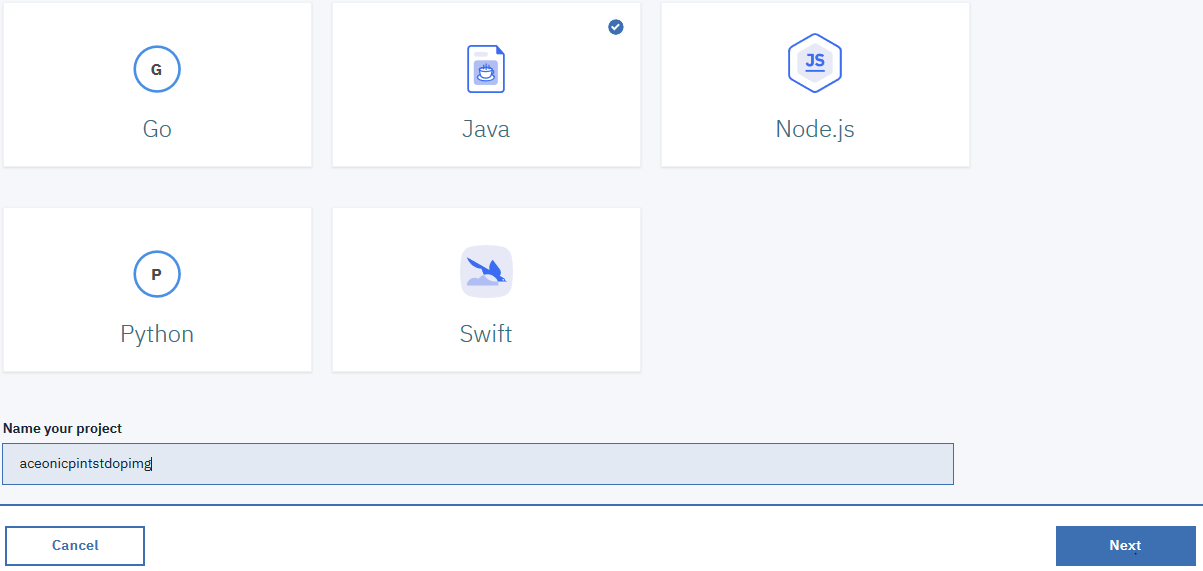 G
Go
Java
JS
Node.js
P
Python
Swift
Name your project
aceonicpintstdopimg
Cancel
Next